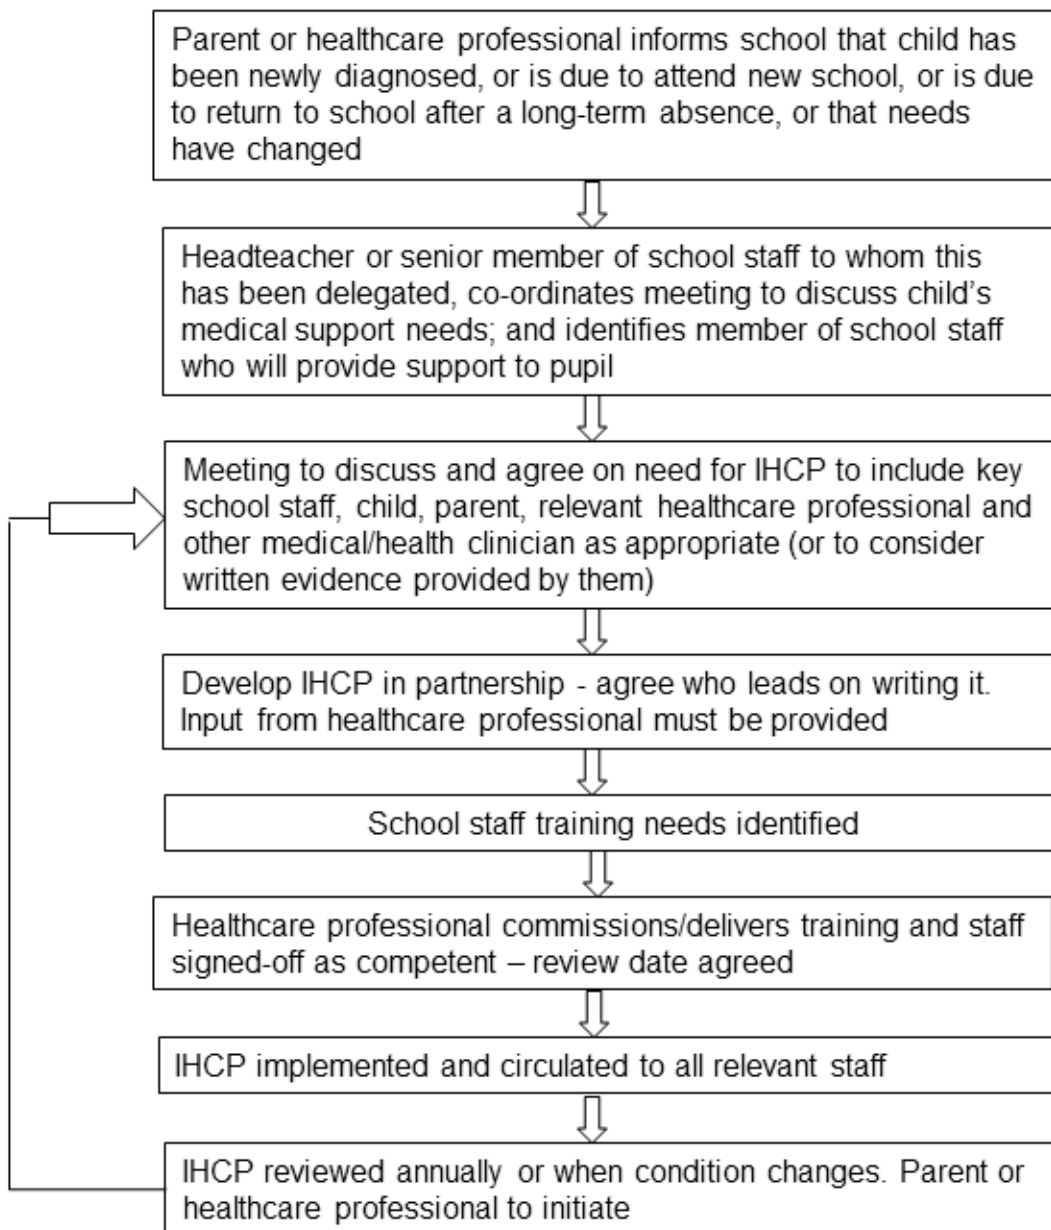 Parent or healthcare professional informs school that child has
been newly diagnosed, or is due to attend new school, or is due
to return to school after a long-term absence, or that needs
have changed
Headteacher or senior member of school staff to whom this
has been delegated, co-ordinates meeting to discuss child's
medical support needs; and identifies member of school staff
who will provide support to pupil
Meeting to discuss and agree on need for IHCP to include key
school staff, child, parent, relevant healthcare professional and
other medical/health clinician as appropriate (or to consider
written evidence provided by them)
Develop IHCP in partnership - agree who leads on writing it.
Input from healthcare professional must be provided
School staff training needs identified
Healthcare professional commissions/delivers training and staff
signed-off as competent – review date agreed
IHCP implemented and circulated to all relevant staff
IHCP reviewed annually or when condition changes. Parent or
healthcare professional to initiate